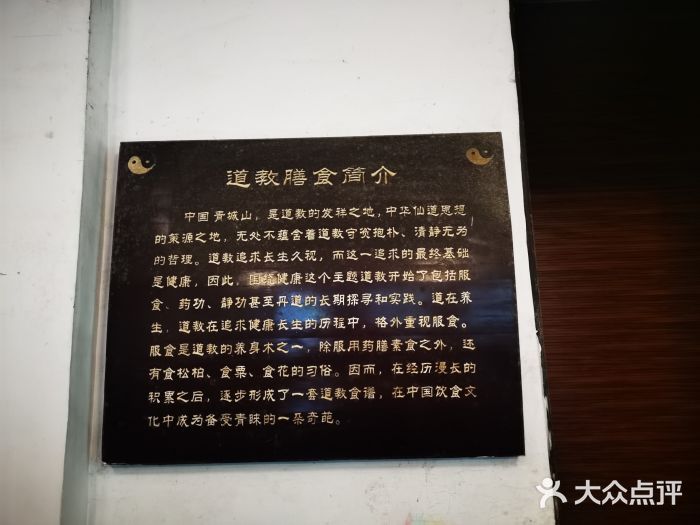 道教膳食简介
中国青城山，是道教的发祥之地，中华仙道思想
的策源之地，无处不蕴含着道教守宽抱朴、清静无为
的哲理。道教追求长生久视，而这一追求的最终基础
是健康，因此，围绕健康这个主题道教开始了包括服
食、药功、静功甚至丹道的长期探寻和实践。道在养
生，道教在追求健康长生的历程中，格外重视服食。
服食是道教的养身术之一，除服用药膳素食之外，还
有食松柏、食粟、食花的习俗。因而，在经历漫长的
积累之后，逐步形成了一套道教食谱，在中国饮食文
化中成为备受青睐的一朵奇葩。
大众点评